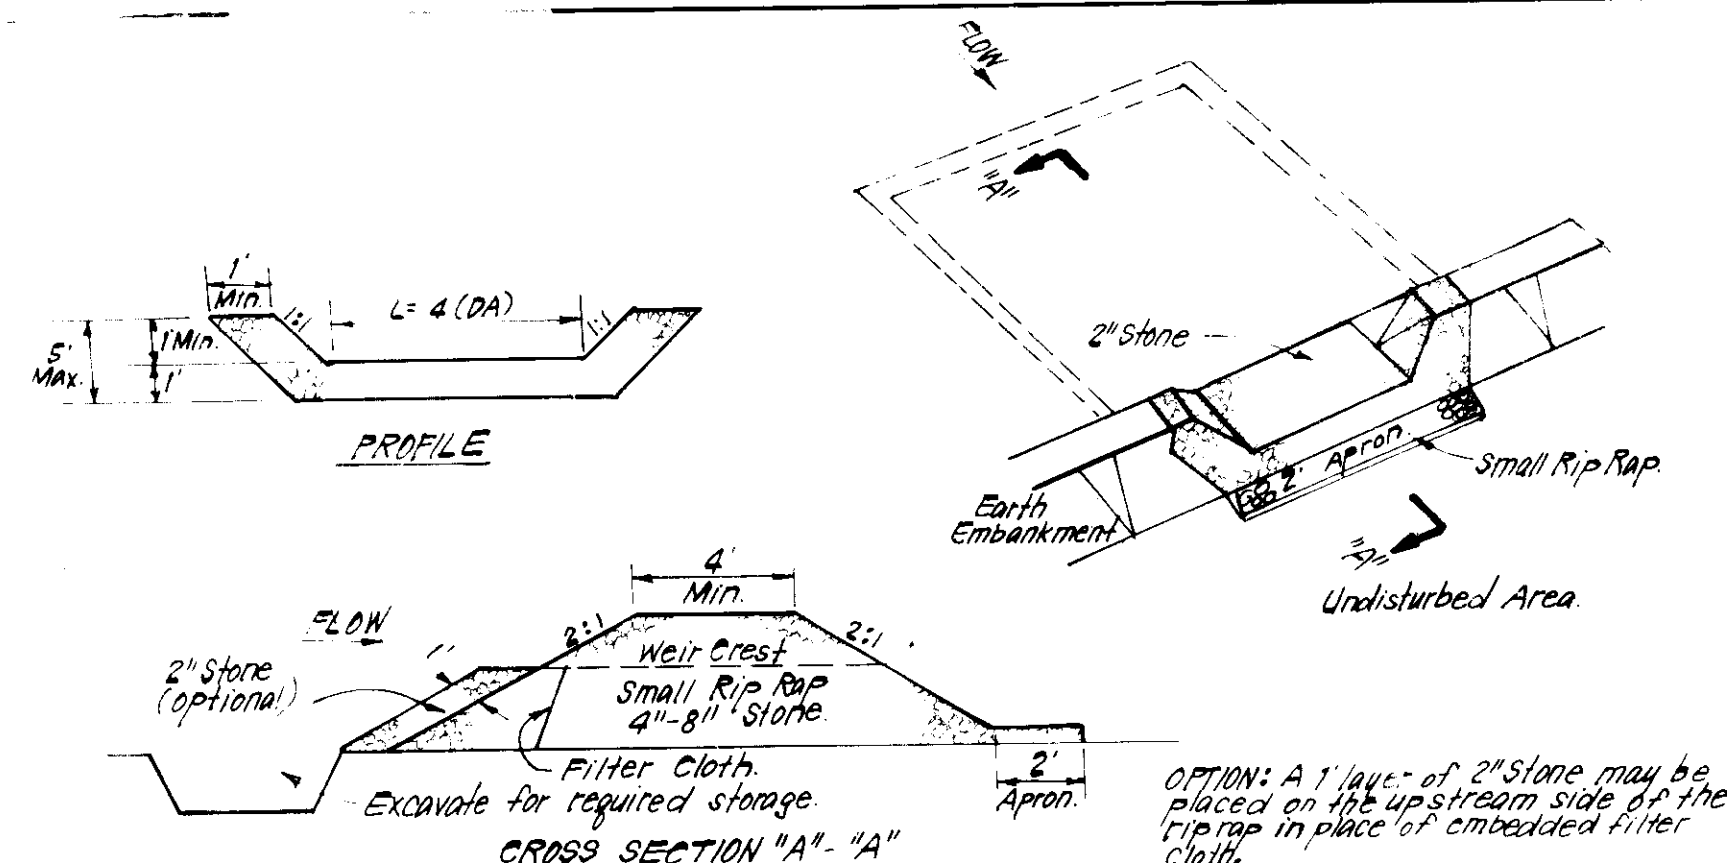 FLOW
"A"
1'
Min.
1:1
L= 4 (DA)
1:1
5'
Max.
1' Min.
1'
PROFILE
2" Stone
2'
Apron.
Small Rip Rap.
Earth
Embankment
"A"
Undisturbed Area.
4'
Min.
FLOW
2:1
2:1
1'
2" Stone
(optional)
Weir Crest
Small Rip Rap
4"-8" Stone.
Filter Cloth.
Excavate for required storage.
2'
Apron.
CROSS SECTION "A"- "A"
OPTION: A 1' layer of 2" Stone may be
placed on the upstream side of the
rip rap in place of embedded filter
cloth.